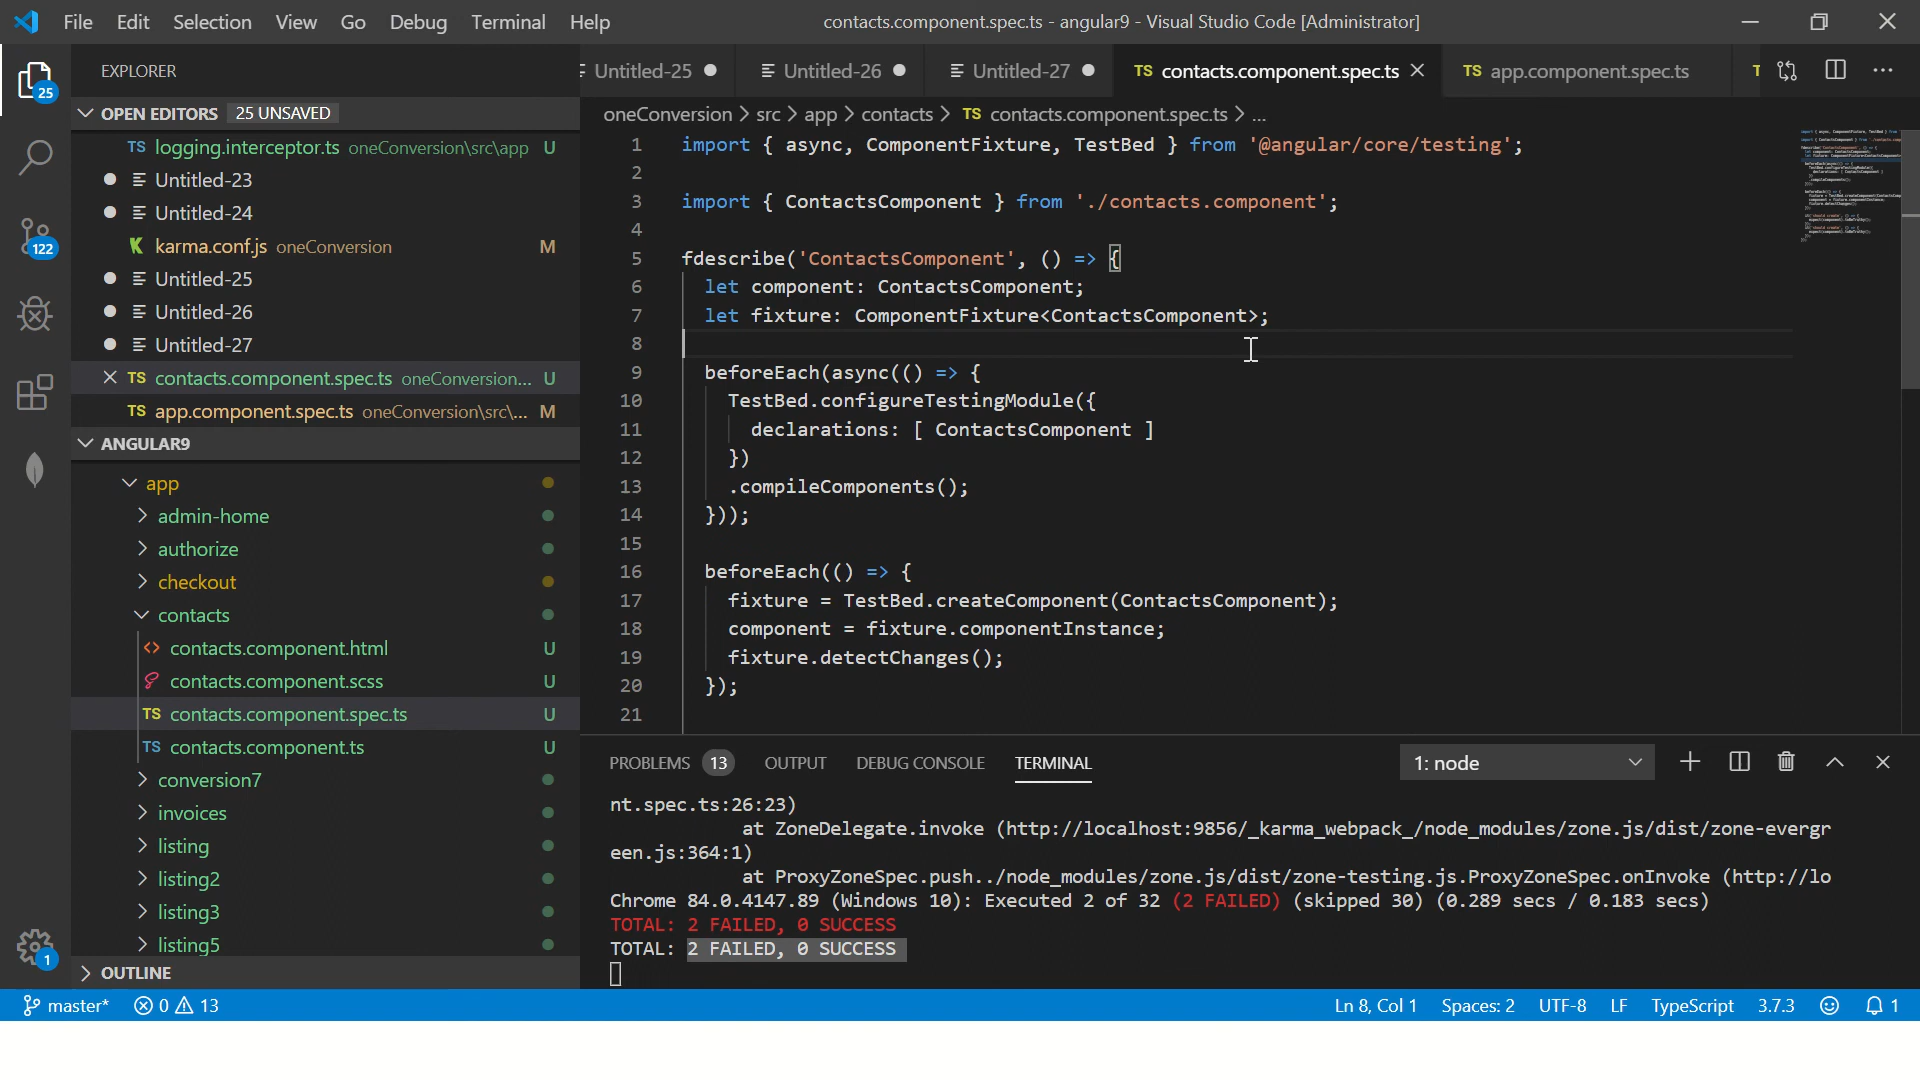 File Edit Selection View Go Debug Terminal Help
contacts.component.spec.ts - angular9 - Visual Studio Code [Administrator]
EXPLORER
25
OPEN EDITORS 25 UNSAVED
TS logging.interceptor.ts oneConversion\src\app U
Untitled-23
Untitled-24
karma.conf.js oneConversion M
Untitled-25
Untitled-26
Untitled-27
TS contacts.component.spec.ts oneConversion... U
TS app.component.spec.ts oneConversion\src\... M
122
ANGULAR9
app
admin-home
authorize
checkout
contacts
contacts.component.html U
contacts.component.scss U
TS contacts.component.spec.ts U
TS contacts.component.ts U
conversion7
invoices
listing
listing2
listing3
listing5
1
OUTLINE
Untitled-25 Untitled-26 Untitled-27 TS contacts.component.spec.ts TS app.component.spec.ts
oneConversion > src > app > contacts > TS contacts.component.spec.ts > ...
1 import { async, ComponentFixture, TestBed } from '@angular/core/testing';
2
3 import { ContactsComponent } from './contacts.component';
4
5 fdescribe('ContactsComponent', () => {
6 let component: ContactsComponent;
7 let fixture: ComponentFixture<ContactsComponent>;
8
9 beforeEach(async(() => {
10 TestBed.configureTestingModule({
11 declarations: [ ContactsComponent ]
12 })
13 .compileComponents();
14 }));
15
16 beforeEach(() => {
17 fixture = TestBed.createComponent(ContactsComponent);
18 component = fixture.componentInstance;
19 fixture.detectChanges();
20 });
21
PROBLEMS 13 OUTPUT DEBUG CONSOLE TERMINAL 1: node
nt.spec.ts:26:23)
at ZoneDelegate.invoke (http://localhost:9856/_karma_webpack_/node_modules/zone.js/dist/zone-evergr
een.js:364:1)
at ProxyZoneSpec.push../node_modules/zone.js/dist/zone-testing.js.ProxyZoneSpec.onInvoke (http://lo
Chrome 84.0.4147.89 (Windows 10): Executed 2 of 32 (2 FAILED) (skipped 30) (0.289 secs / 0.183 secs)
TOTAL: 2 FAILED, 0 SUCCESS
TOTAL: 2 FAILED, 0 SUCCESS
master* 0 13 Ln 8, Col 1 Spaces: 2 UTF-8 LF TypeScript 3.7.3 1